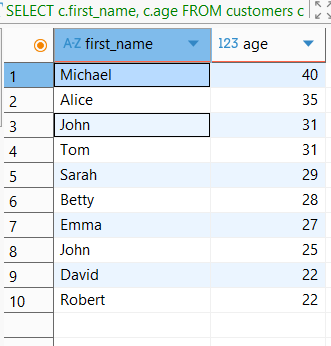 SELECT c.first_name, c.age FROM customers c
A-Z first_name 123 age
1 Michael 40
2 Alice 35
3 John 31
4 Tom 31
5 Sarah 29
6 Betty 28
7 Emma 27
8 John 25
9 David 22
10 Robert 22